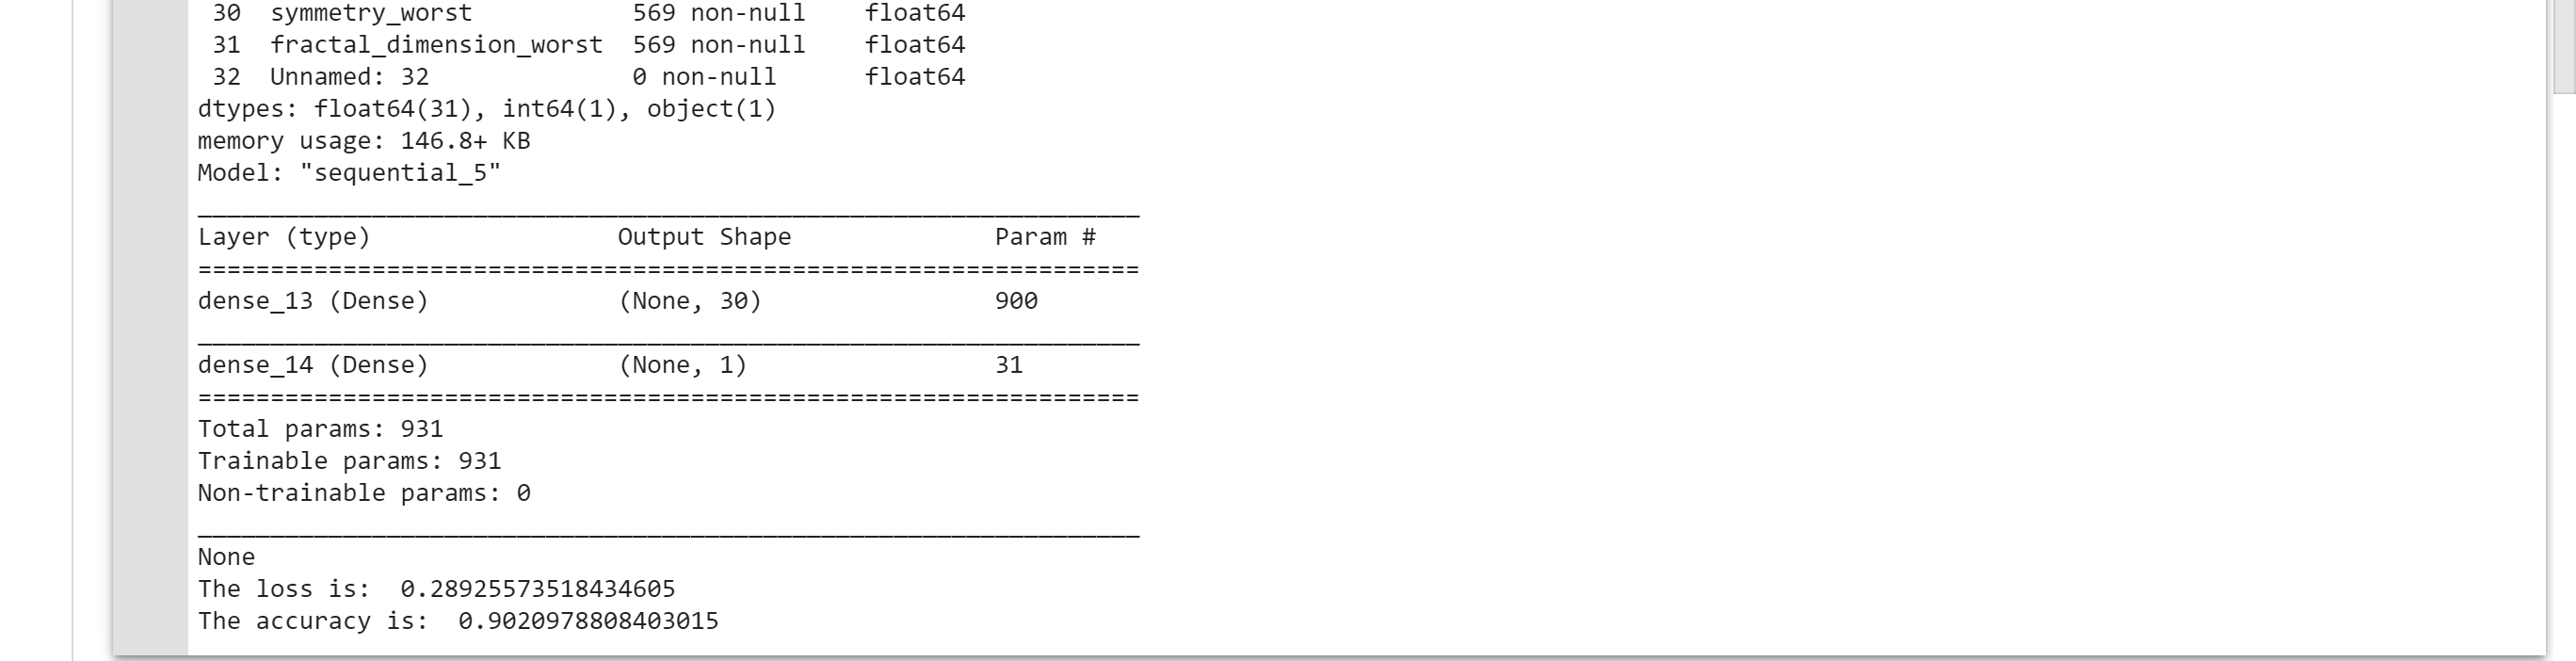 30  symmetry_worst           569 non-null    float64
31  fractal_dimension_worst  569 non-null    float64
32  Unnamed: 32              0 non-null      float64
dtypes: float64(31), int64(1), object(1)
memory usage: 146.8+ KB
Model: "sequential_5"
_________________________________________________________________
Layer (type)                 Output Shape              Param #
=================================================================
dense_13 (Dense)             (None, 30)                900
_________________________________________________________________
dense_14 (Dense)             (None, 1)                 31
=================================================================
Total params: 931
Trainable params: 931
Non-trainable params: 0
_________________________________________________________________
None
The loss is:  0.28925573518434605
The accuracy is:  0.9020978808403015